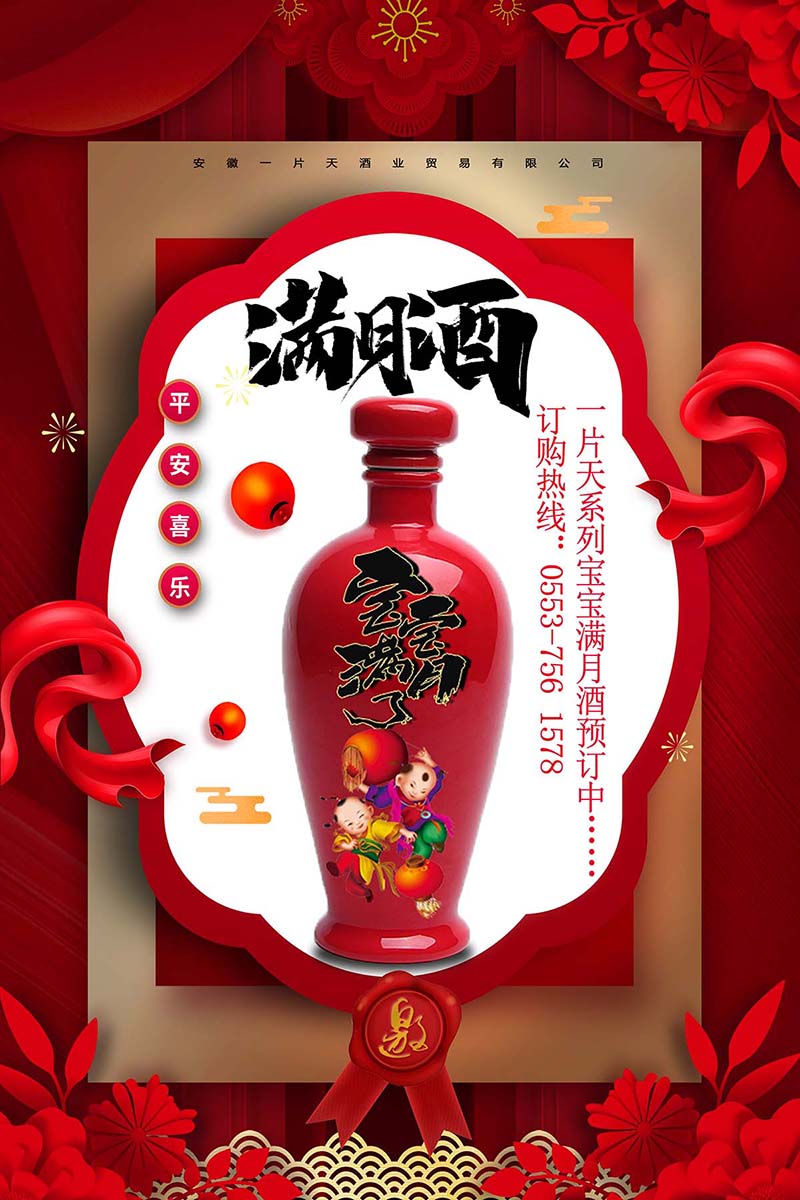 安徽一片天酒业贸易有限公司
满月酒
平安喜乐
一片天系列宝宝满月酒预订中……
订购热线：0553-756 1578
宝宝
满月
了
邀